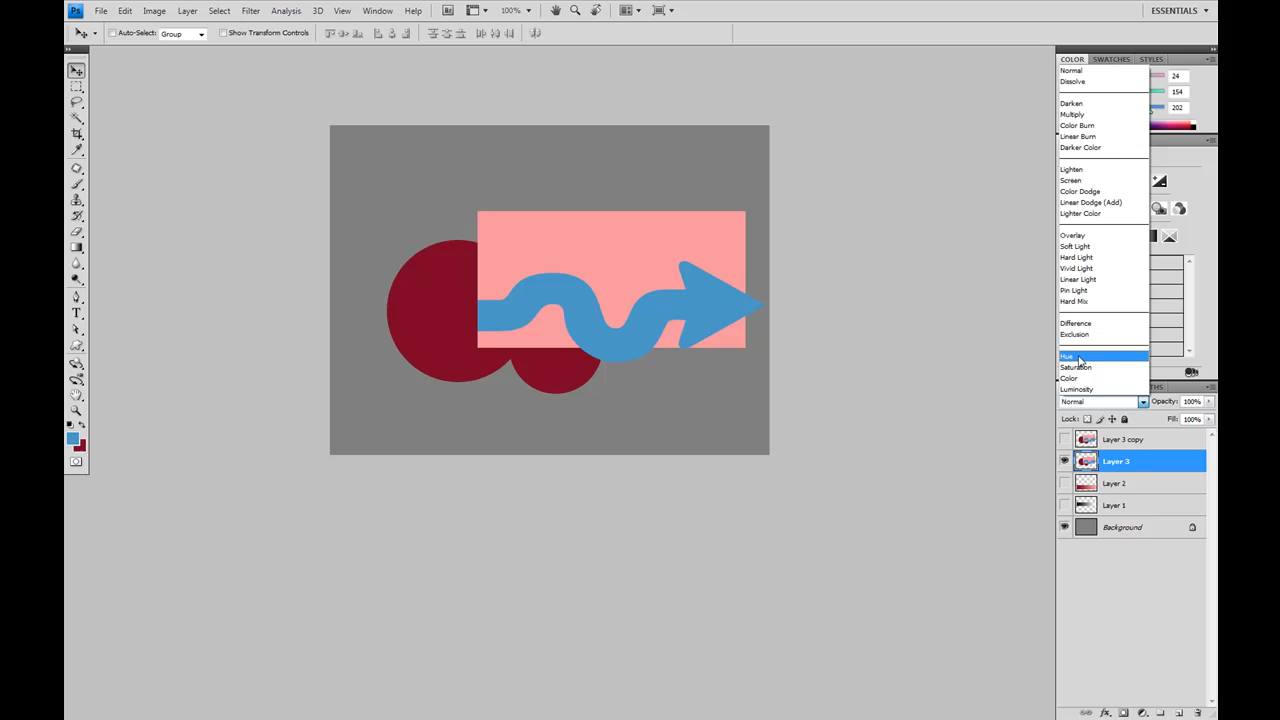 Ps File Edit Image Layer Select Filter Analysis 3D View Window Help Br 100% ESSENTIALS
Auto-Select: Group Show Transform Controls
COLOR SWATCHES STYLES
Normal
24
Dissolve
154
Darken
202
Multiply
Color Burn
Linear Burn
Darker Color
Lighten
Screen
Color Dodge
Linear Dodge (Add)
Lighter Color
Overlay
Soft Light
Hard Light
Vivid Light
Linear Light
Pin Light
Hard Mix
Difference
Exclusion
Hue
Saturation
Color
Luminosity
THS
Normal Opacity: 100%
Lock: Fill: 100%
Layer 3 copy
Layer 3
Layer 2
Layer 1
Background